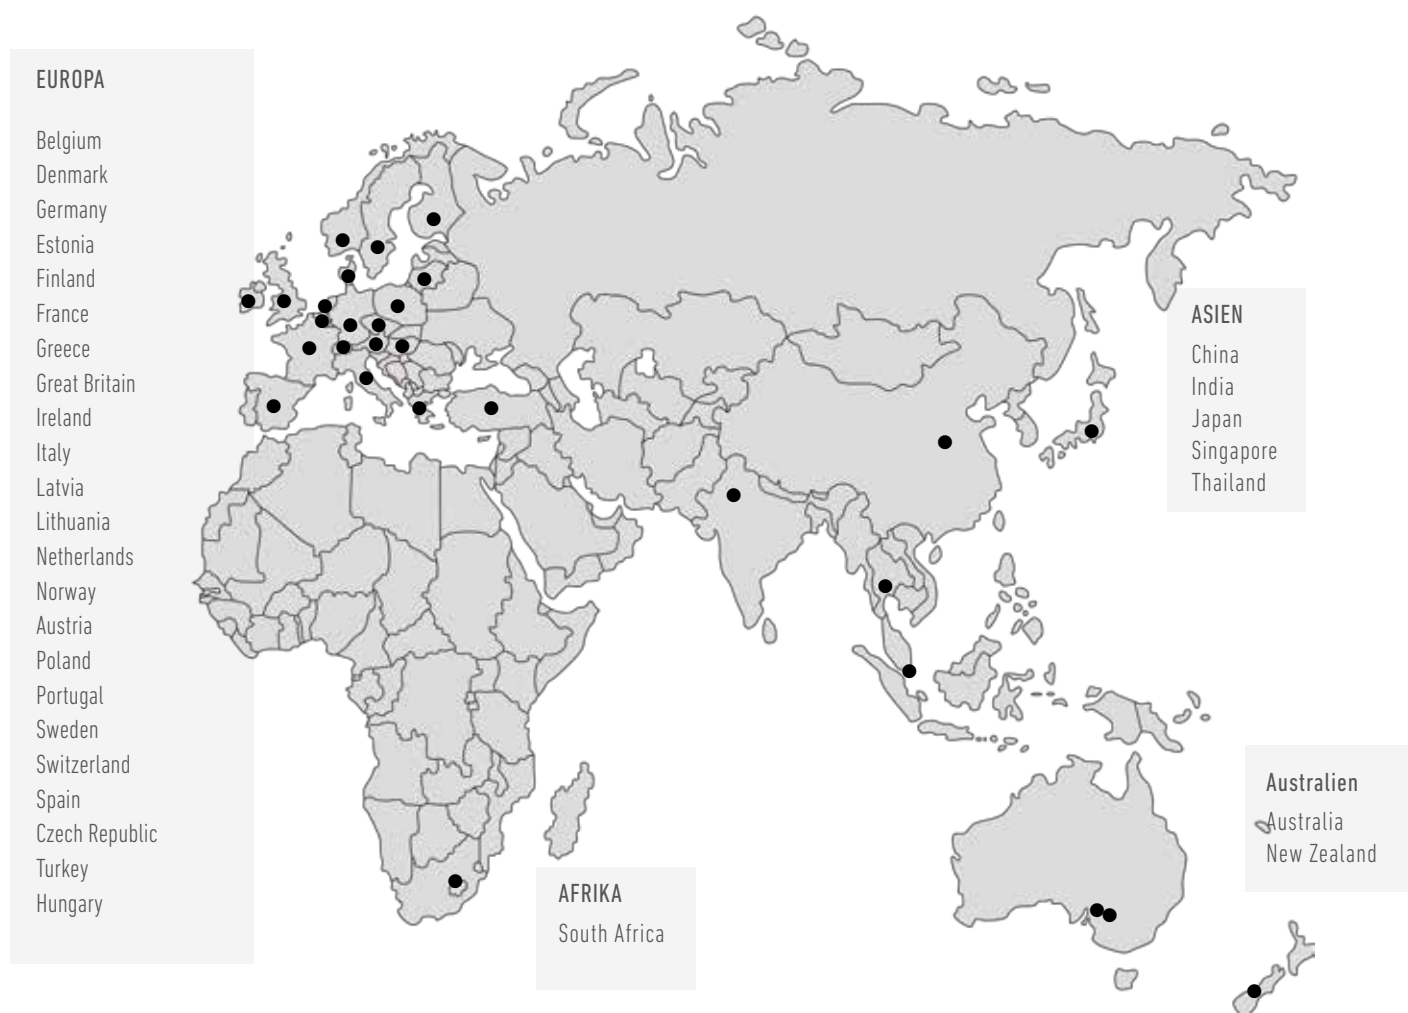 EUROPA
Belgium
Denmark
Germany
Estonia
Finland
France
Greece
Great Britain
Ireland
Italy
Latvia
Lithuania
Netherlands
Norway
Austria
Poland
Portugal
Sweden
Switzerland
Spain
Czech Republic
Turkey
Hungary
ASIEN
China
India
Japan
Singapore
Thailand
Australien
Australia
New Zealand
AFRIKA
South Africa